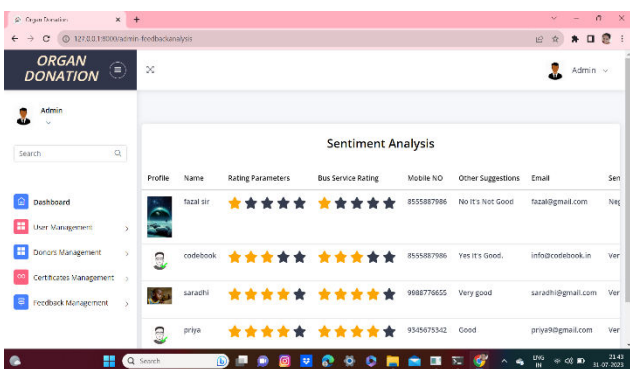 Organ Donation
127.0.0.1:8000/admin-feedbackanalysis
ORGAN DONATION
Admin
Admin
Search
Sentiment Analysis
Profile Name Rating Parameters Bus Service Rating Mobile NO Other Suggestions Email Sen
fazal sir 8555887986 No It's Not Good fazal@gmail.com Neg
codebook 8555887986 Yes It's Good. info@codebook.in Ver
saradhi 9988776655 Very good saradhi@gmail.com Ver
priya 9345675342 Good priya9@gmail.com Ver
Dashboard
User Management
Donors Management
Certificates Management
Feedback Management
Search
ENG
IN
21:43
31-07-2023